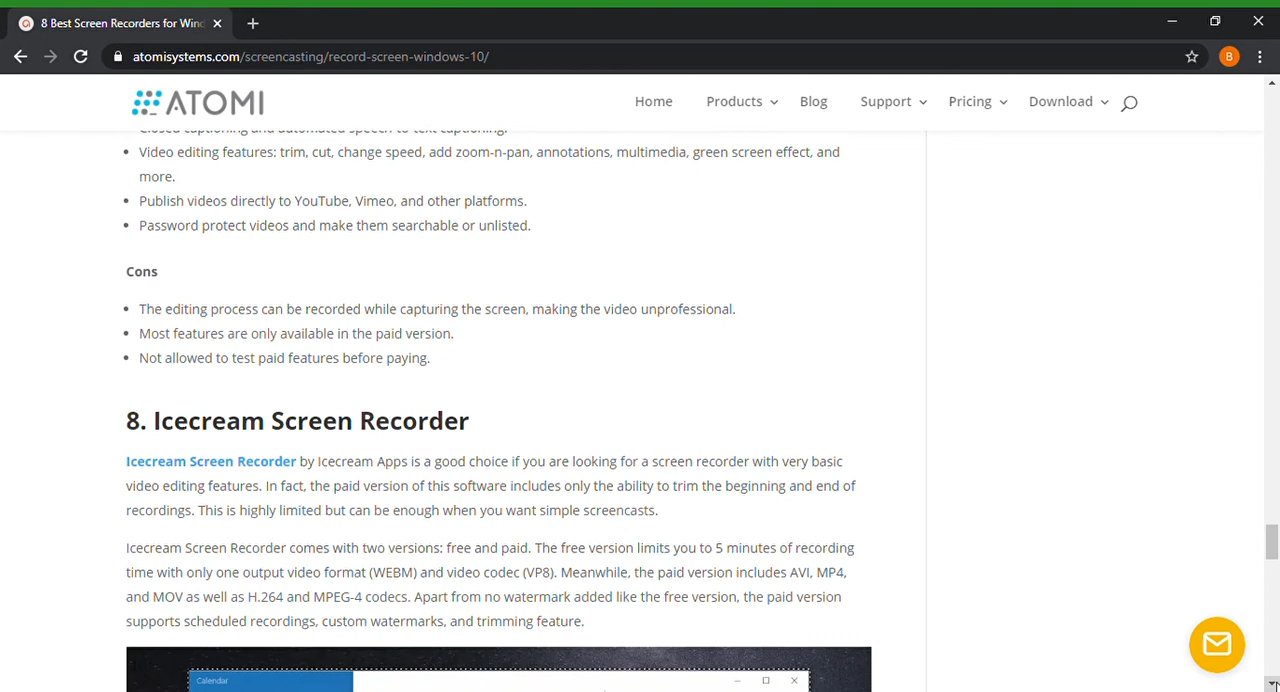 8 Best Screen Recorders for Wind
atomisystems.com/screencasting/record-screen-windows-10/
B
ATOMI
Home Products Blog Support Pricing Download
Closed captioning and automated speech-to-text captioning.
Video editing features: trim, cut, change speed, add zoom-n-pan, annotations, multimedia, green screen effect, and
more.
Publish videos directly to YouTube, Vimeo, and other platforms.
Password protect videos and make them searchable or unlisted.
Cons
The editing process can be recorded while capturing the screen, making the video unprofessional.
Most features are only available in the paid version.
Not allowed to test paid features before paying.
8. Icecream Screen Recorder
Icecream Screen Recorder by Icecream Apps is a good choice if you are looking for a screen recorder with very basic
video editing features. In fact, the paid version of this software includes only the ability to trim the beginning and end of
recordings. This is highly limited but can be enough when you want simple screencasts.
Icecream Screen Recorder comes with two versions: free and paid. The free version limits you to 5 minutes of recording
time with only one output video format (WEBM) and video codec (VP8). Meanwhile, the paid version includes AVI, MP4,
and MOV as well as H.264 and MPEG-4 codecs. Apart from no watermark added like the free version, the paid version
supports scheduled recordings, custom watermarks, and trimming feature.
Calendar